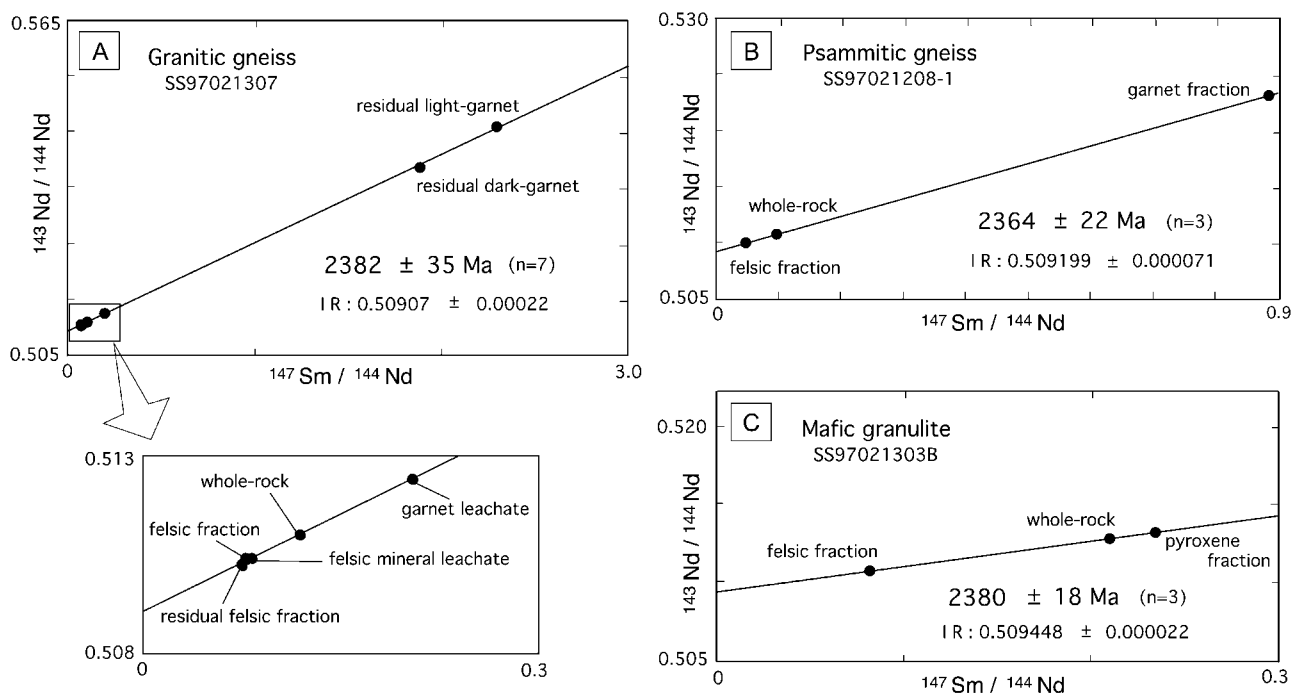 0.565
A
Granitic gneiss
SS97021307
residual light-garnet
residual dark-garnet
143 Nd / 144 Nd
2382 ± 35 Ma (n=7)
IR: 0.50907 ± 0.00022
0.505
0
147 Sm / 144 Nd
3.0
0.513
whole-rock
garnet leachate
felsic fraction
felsic mineral leachate
residual felsic fraction
0.508
0
0.3
0.530
B
Psammitic gneiss
SS97021208-1
garnet fraction
143 Nd / 144 Nd
whole-rock
felsic fraction
2364 ± 22 Ma (n=3)
IR: 0.509199 ± 0.000071
0.505
0
147 Sm / 144 Nd
0.9
0.520
C
Mafic granulite
SS97021303B
143 Nd / 144 Nd
whole-rock
felsic fraction
pyroxene
fraction
2380 ± 18 Ma (n=3)
IR: 0.509448 ± 0.000022
0.505
0
147 Sm / 144 Nd
0.3